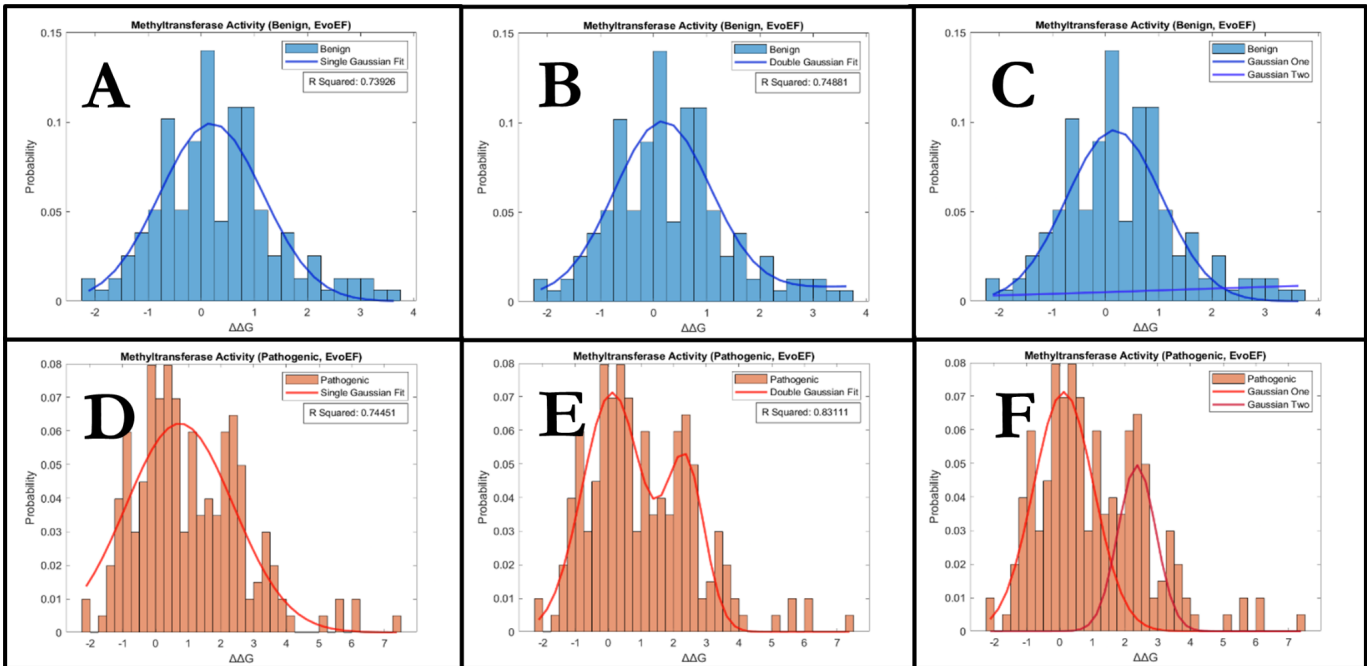 Methyltransferase Activity (Benign, EvoEF)
A
Benign
Single Gaussian Fit
R Squared: 0.73926
Probability
0.15
0.1
0.05
0
-2 -1 0 1 2 3 4
ΔΔG
Methyltransferase Activity (Benign, EvoEF)
B
Benign
Double Gaussian Fit
R Squared: 0.74881
Probability
0.15
0.1
0.05
0
-2 -1 0 1 2 3 4
ΔΔG
Methyltransferase Activity (Benign, EvoEF)
C
Benign
Gaussian One
Gaussian Two
Probability
0.15
0.1
0.05
0
-2 -1 0 1 2 3 4
ΔΔG
Methyltransferase Activity (Pathogenic, EvoEF)
D
Pathogenic
Single Gaussian Fit
R Squared: 0.74451
Probability
0.08
0.07
0.06
0.05
0.04
0.03
0.02
0.01
0
-2 -1 0 1 2 3 4 5 6 7
ΔΔG
Methyltransferase Activity (Pathogenic, EvoEF)
E
Pathogenic
Double Gaussian Fit
R Squared: 0.83111
Probability
0.08
0.07
0.06
0.05
0.04
0.03
0.02
0.01
0
-2 -1 0 1 2 3 4 5 6 7
ΔΔG
Methyltransferase Activity (Pathogenic, EvoEF)
F
Pathogenic
Gaussian One
Gaussian Two
Probability
0.08
0.07
0.06
0.05
0.04
0.03
0.02
0.01
0
-2 -1 0 1 2 3 4 5 6 7
ΔΔG